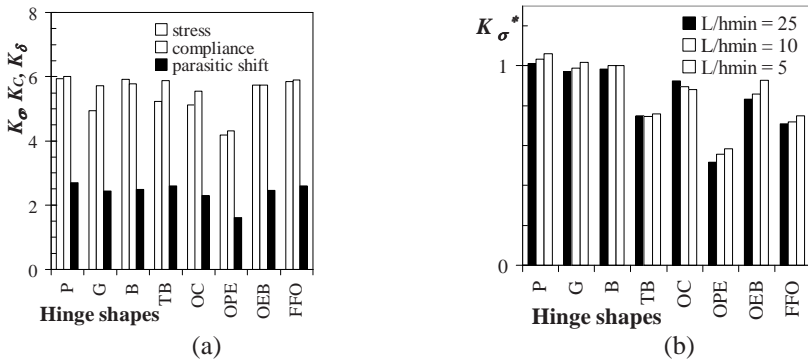 8
6
4
2
0
Kσ, KC, Kδ
stress
compliance
parasitic shift
P
G
B
TB
OC
OPE
OEB
FFO
Hinge shapes
(a)
Kσ*
1
0
L/hmin = 25
L/hmin = 10
L/hmin = 5
P
G
B
TB
OC
OPE
OEB
FFO
Hinge shapes
(b)